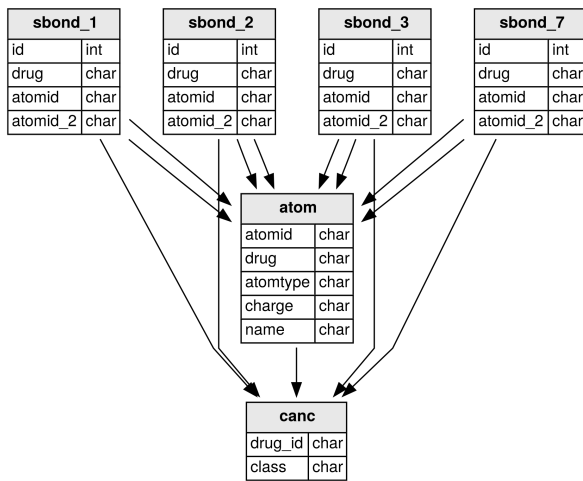 sbond_1
id int
drug char
atomid char
atomid_2 char
sbond_2
id int
drug char
atomid char
atomid_2 char
sbond_3
id int
drug char
atomid char
atomid_2 char
sbond_7
id int
drug char
atomid char
atomid_2 char
atom
atomid char
drug char
atomtype char
charge char
name char
canc
drug_id char
class char